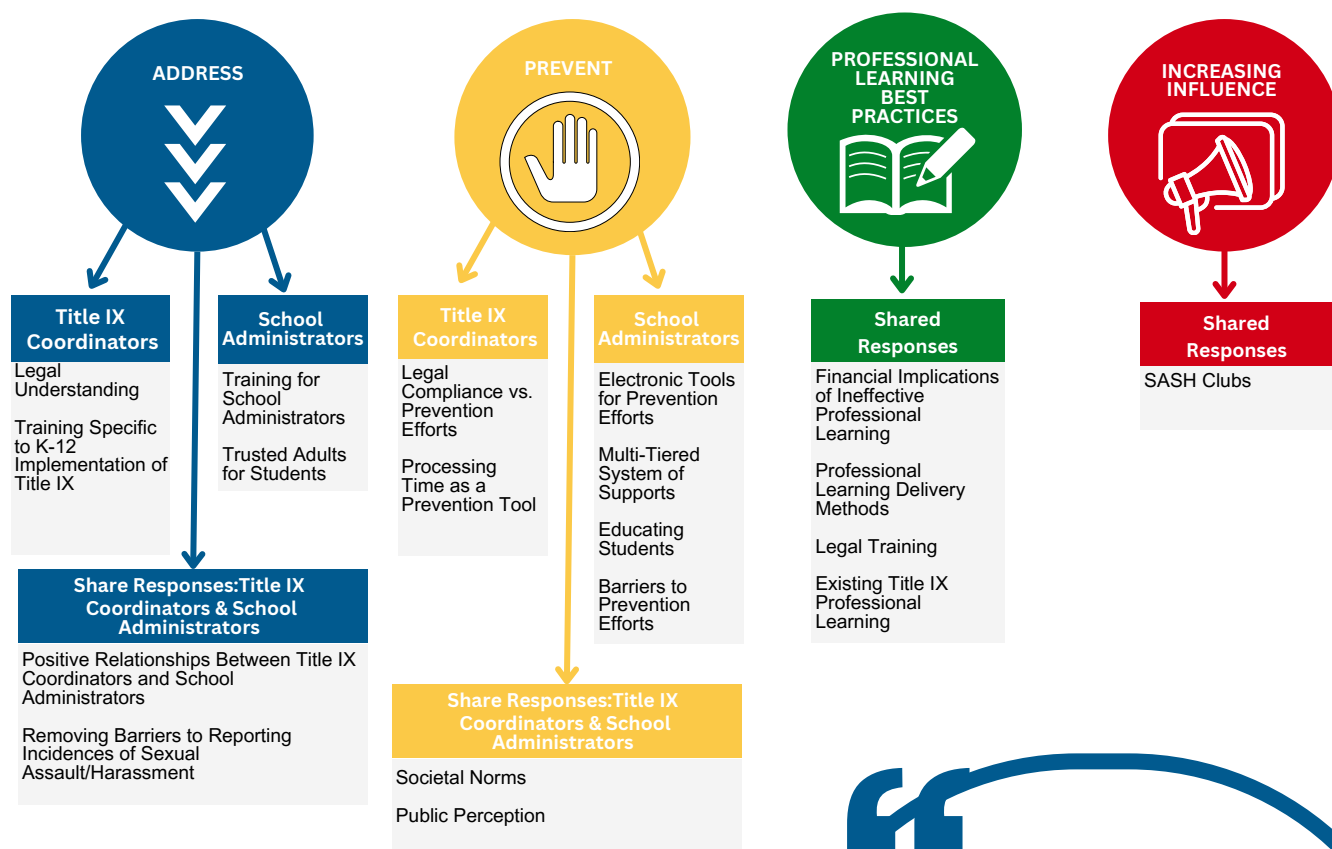 ADDRESS
Title IX
Coordinators
Legal
Understanding
Training Specific
to K-12
Implementation of
Title IX
School
Administrators
Training for
School
Administrators
Trusted Adults
for Students
Share Responses:Title IX
Coordinators & School
Administrators
Positive Relationships Between Title IX
Coordinators and School
Administrators
Removing Barriers to Reporting
Incidences of Sexual
Assault/Harassment
PREVENT
Title IX
Coordinators
Legal
Compliance vs.
Prevention
Efforts
Processing
Time as a
Prevention Tool
School
Administrators
Electronic Tools
for Prevention
Efforts
Multi-Tiered
System of
Supports
Educating
Students
Barriers to
Prevention
Efforts
Share Responses:Title IX
Coordinators & School
Administrators
Societal Norms
Public Perception
PROFESSIONAL
LEARNING
BEST
PRACTICES
Shared
Responses
Financial Implications
of Ineffective
Professional
Learning
Professional
Learning Delivery
Methods
Legal Training
Existing Title IX
Professional
Learning
INCREASING
INFLUENCE
Shared
Responses
SASH Clubs